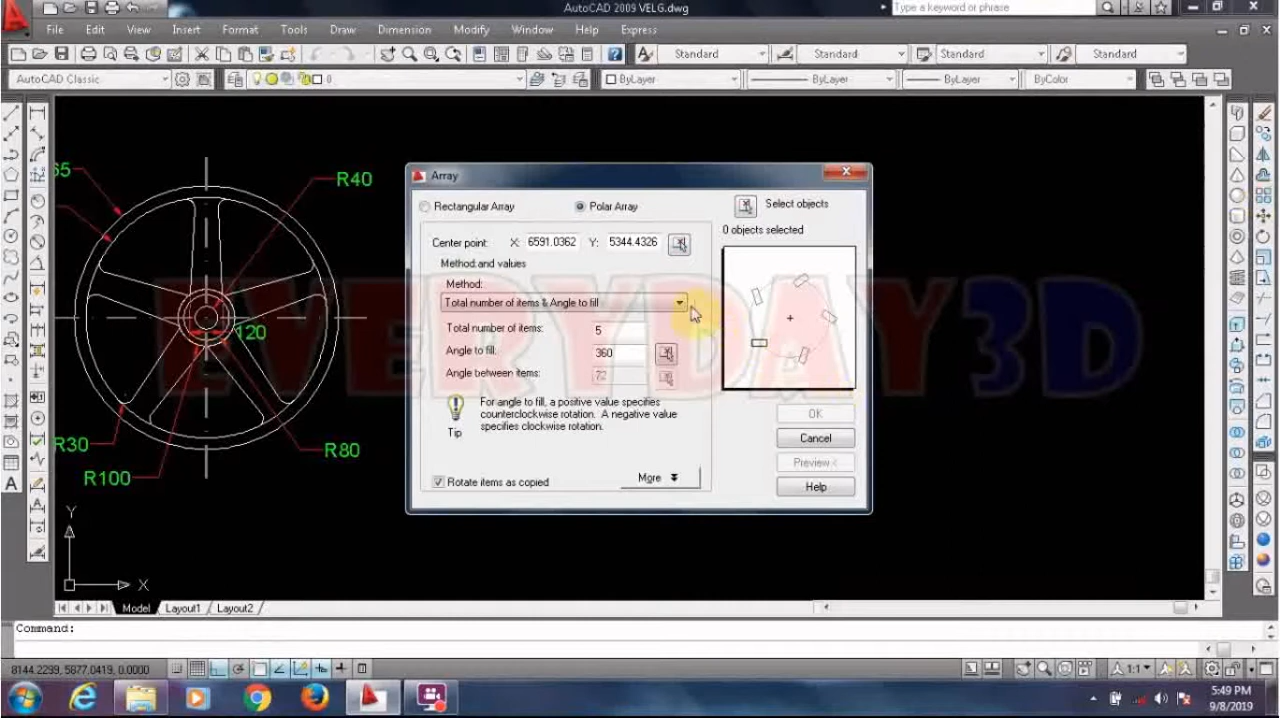 AutoCAD 2009 VELG.dwg
Type a keyword or phrase
File Edit View Insert Format Tools Draw Dimension Modify Window Help Express
Standard Standard Standard Standard
AutoCAD Classic 0 ByLayer ByLayer ByLayer ByColor
65
R40
120
R30
R80
R100
Y
X
Array
Rectangular Array Polar Array
Select objects
0 objects selected
Center point: X: 6591.0362 Y: 5344.4326
Method and values
Method:
Total number of items & Angle to fill
Total number of items: 5
Angle to fill: 360
Angle between items: 72
For angle to fill, a positive value specifies
counterclockwise rotation. A negative value
specifies clockwise rotation.
Tip
Rotate items as copied
More
OK
Cancel
Preview <
Help
EVERYDAY3D
Model Layout1 Layout2
Command:
8144.2299, 5877.0419, 0.0000
1:1
5:49 PM
9/8/2019